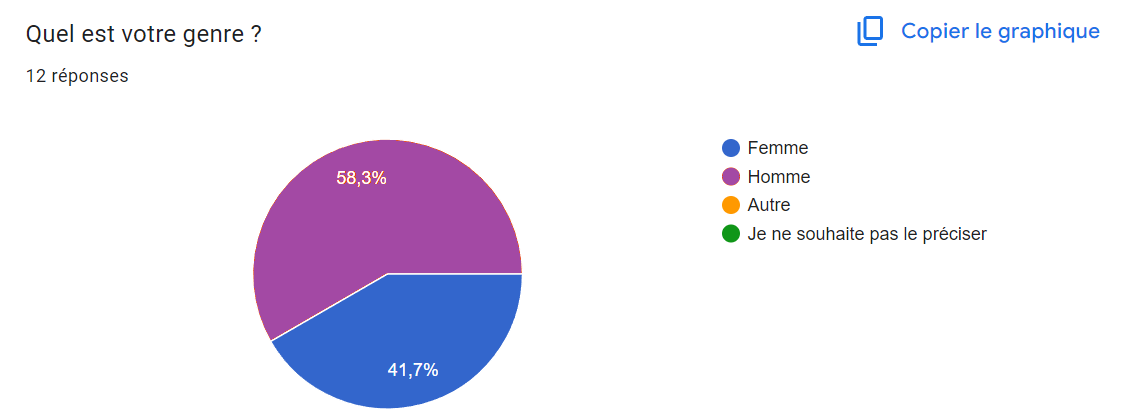 Quel est votre genre ?
Copier le graphique
12 réponses
58,3%
41,7%
Femme
Homme
Autre
Je ne souhaite pas le préciser